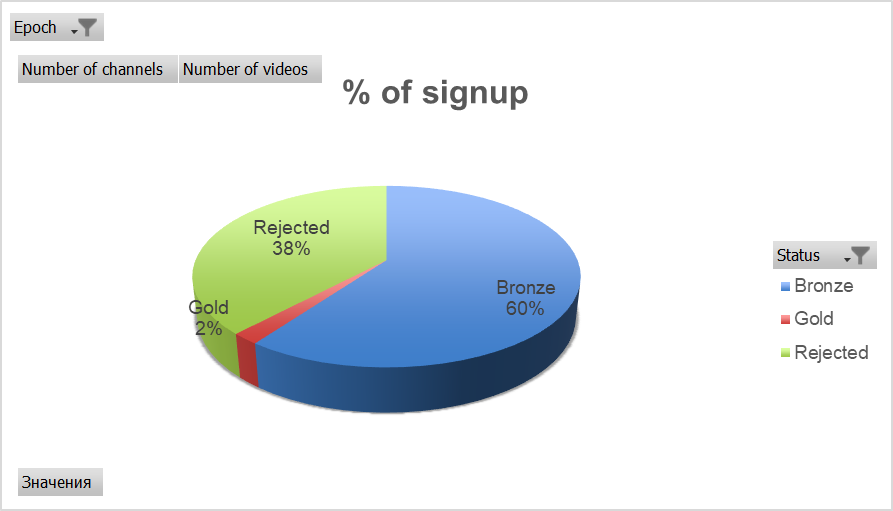 Epoch
Number of channels Number of videos
% of signup
Rejected
38%
Gold
2%
Bronze
60%
Status
Bronze
Gold
Rejected
Значения